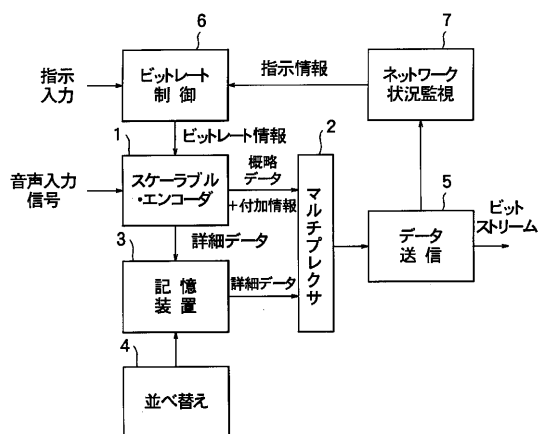 6
7
指示
入力
ビットレート
制御
指示情報
ネットワーク
状況監視
1
ビットレート情報
2
音声入力
信号
スケーラブル
・エンコーダ
概略
データ
+付加情報
マルチプレクサ
5
データ
送信
ビット
ストリーム
詳細データ
3
記憶
装置
詳細データ
4
並べ替え